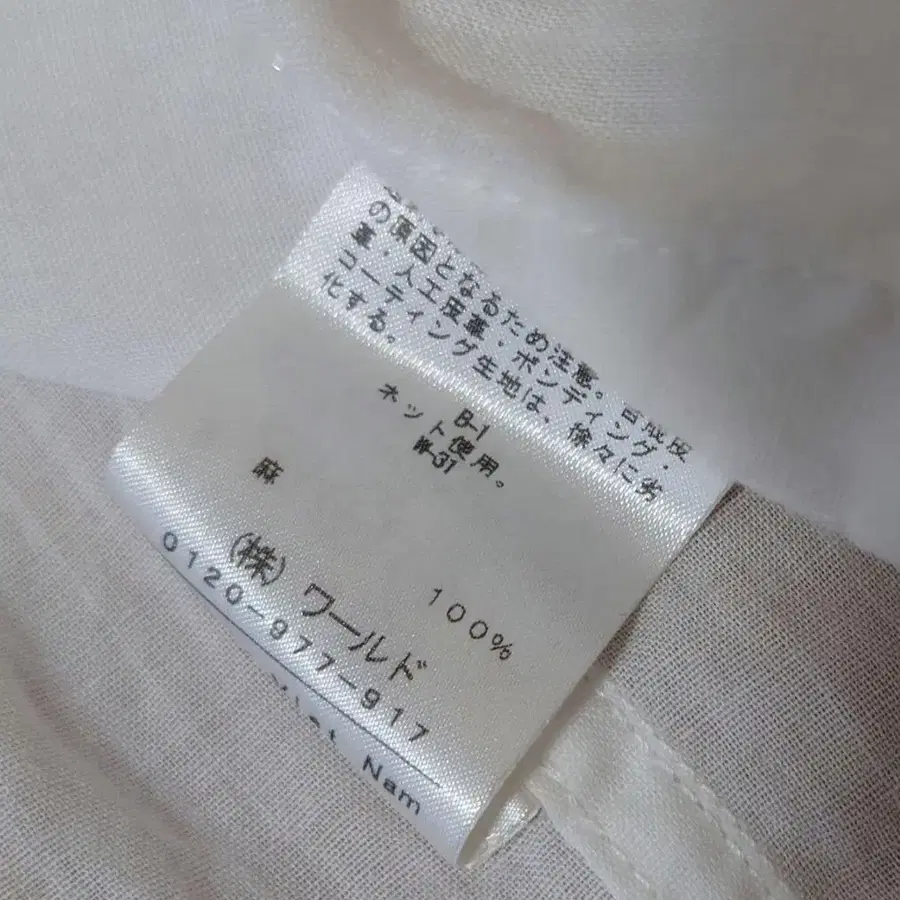 の原因となるため注意。合成皮
革・人工皮革・ボンディング・
コーティング生地は、徐々に劣
化する。
B-1
ネット使用。
W-31
麻 100%
(株) ワールド
0120-977-917
Viet Nam